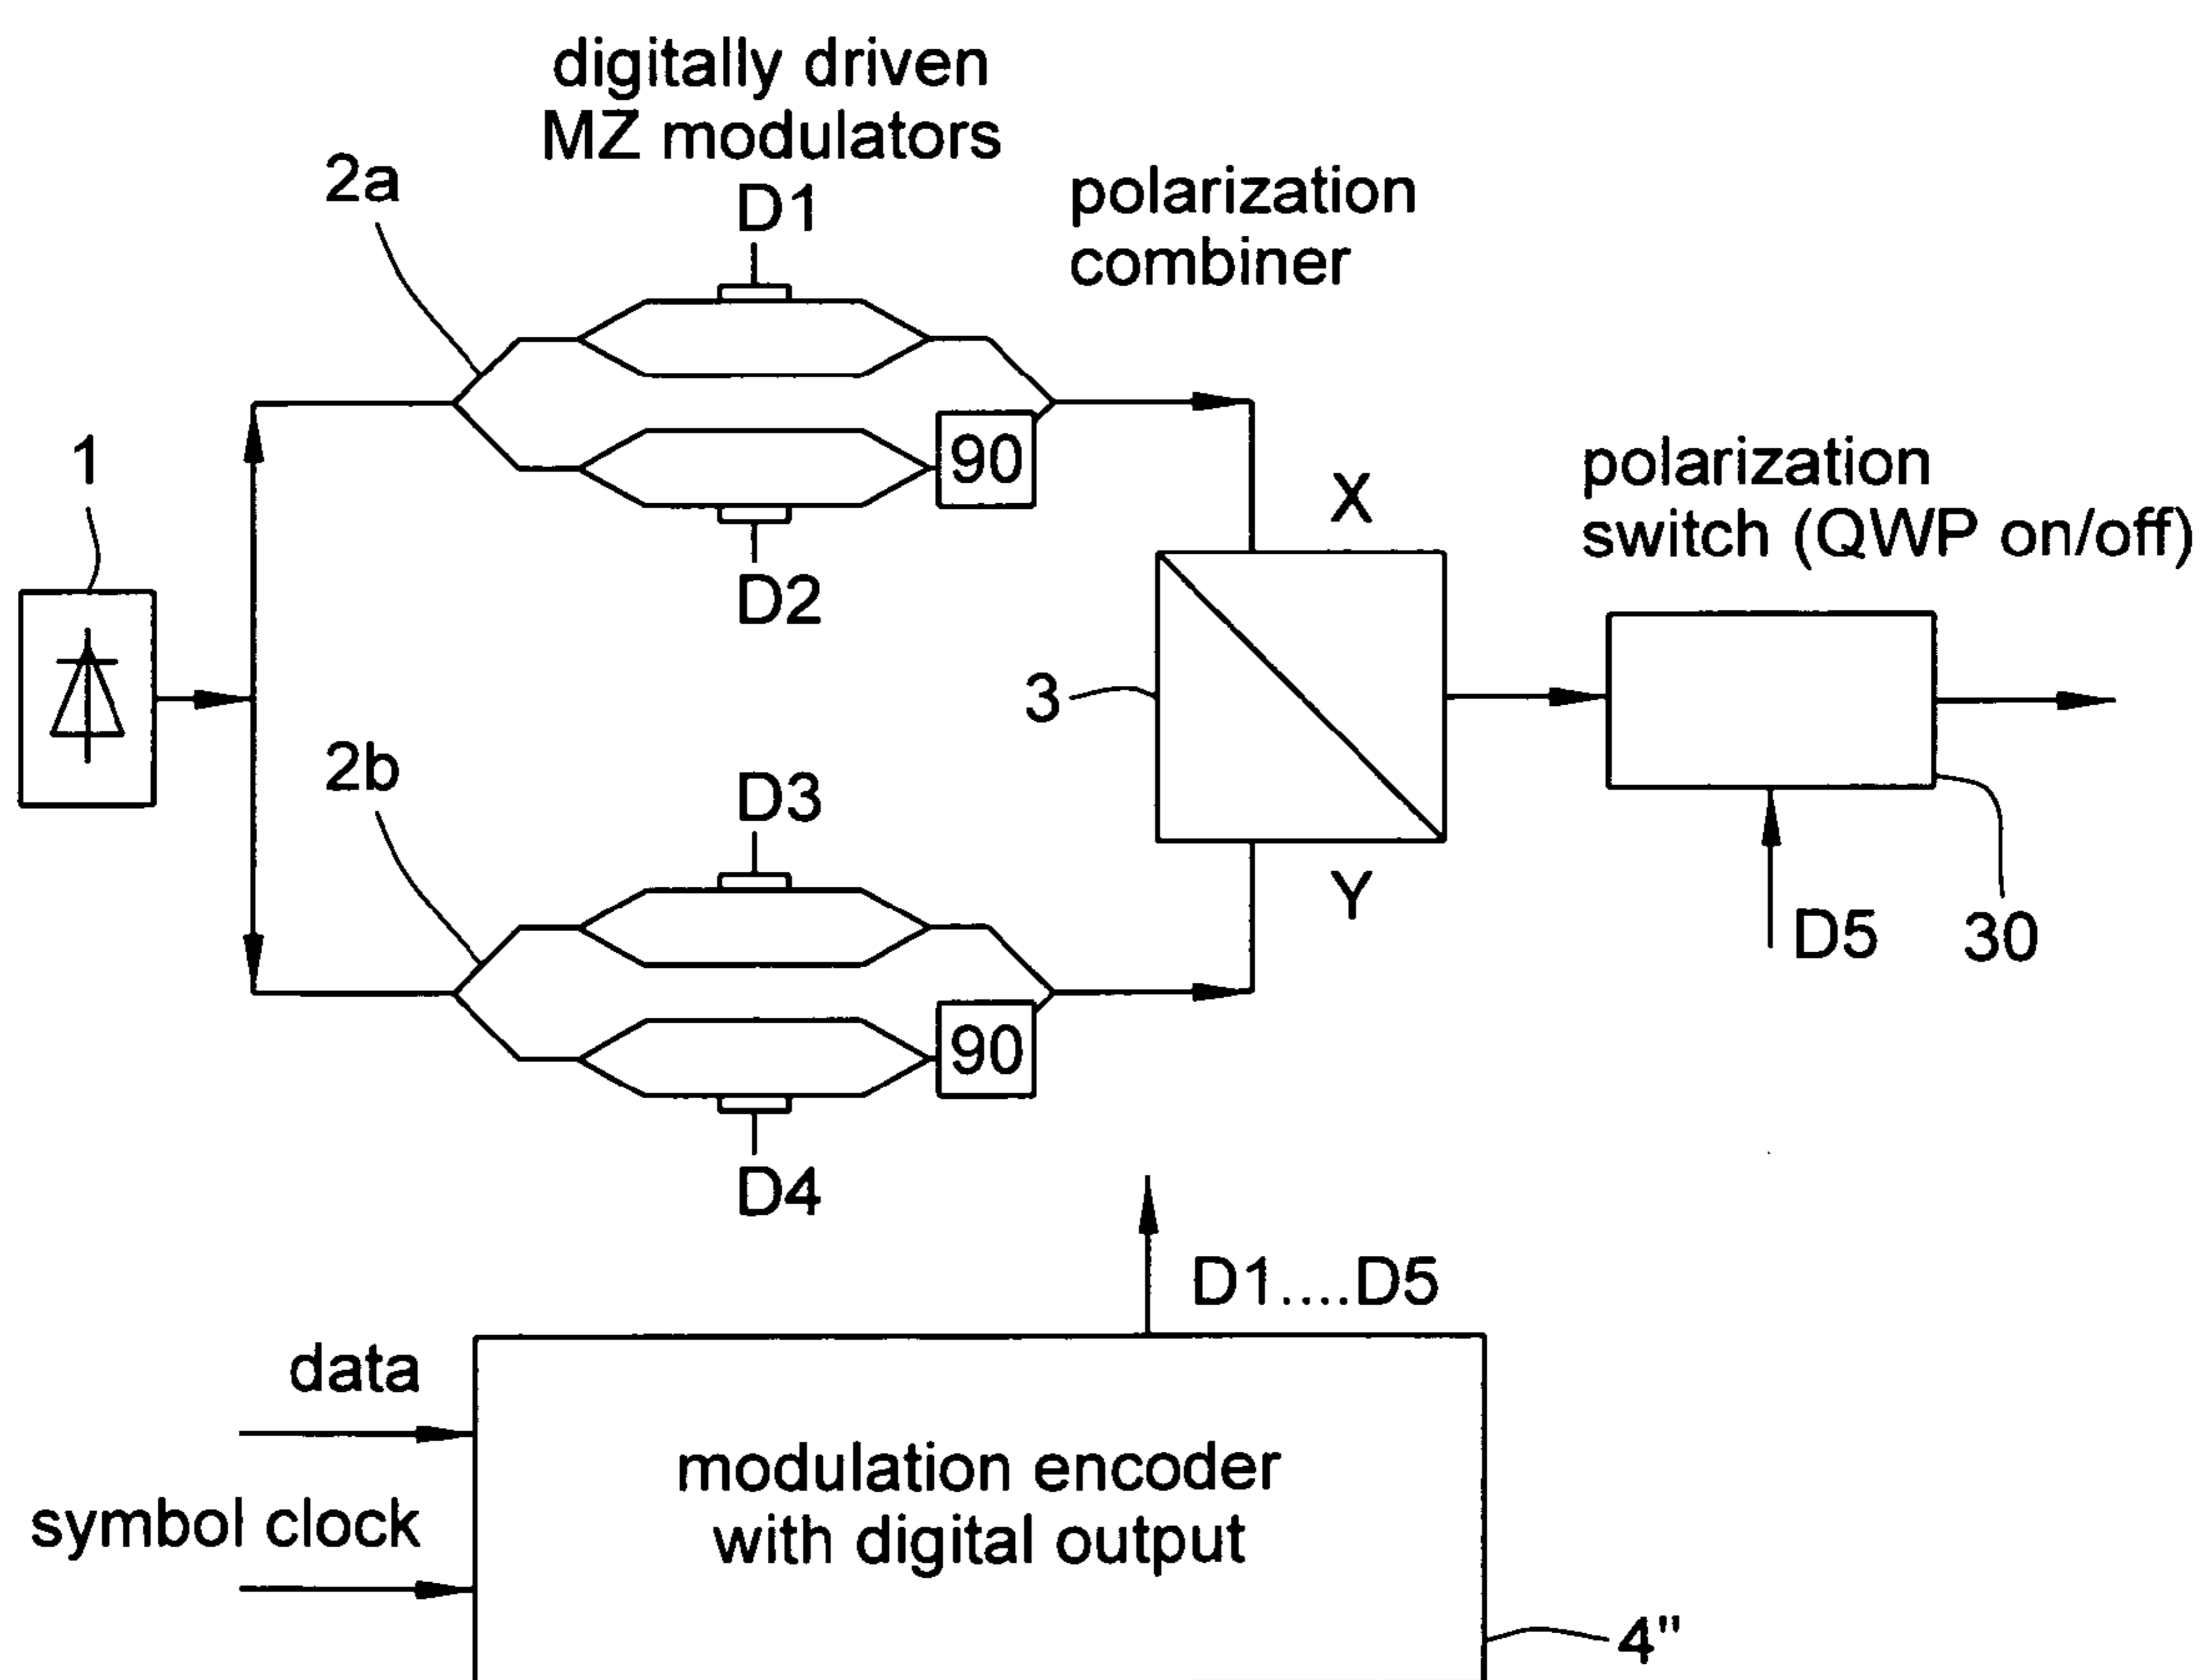 digitally driven
MZ modulators
2a
D1
polarization
combiner
1
90
D2
X
polarization
switch (QWP on/off)
3
2b
D3
Y
D5
30
90
D4
D1....D5
data
modulation encoder
with digital output
symbol clock
4"